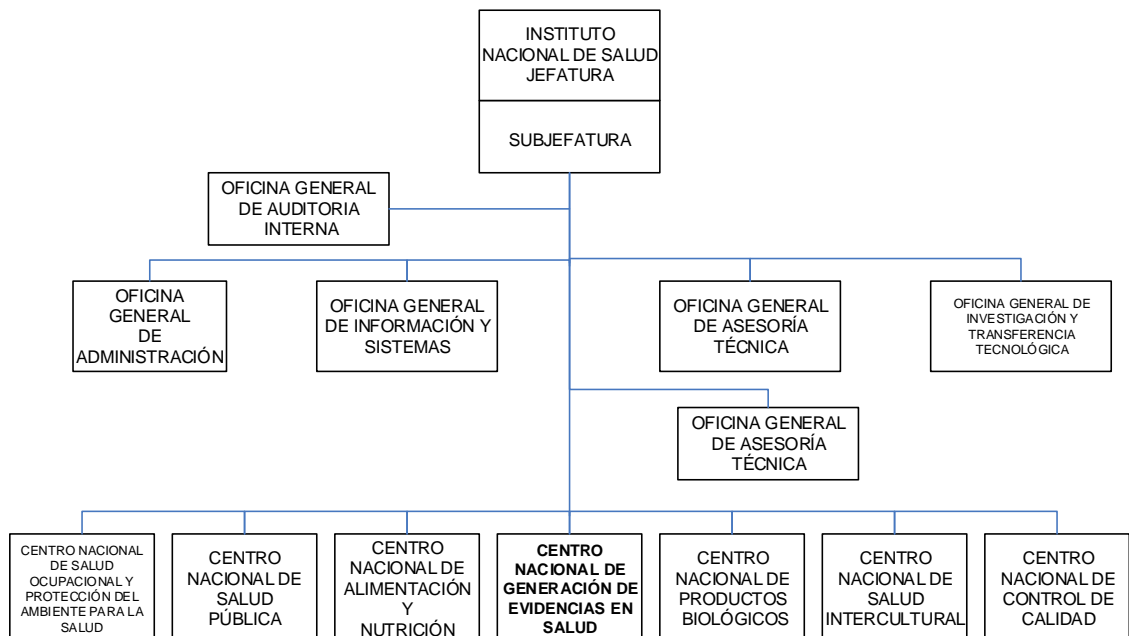 INSTITUTO
NACIONAL DE SALUD
JEFATURA
SUBJEFATURA
OFICINA GENERAL
DE AUDITORIA
INTERNA
OFICINA
GENERAL
DE
ADMINISTRACIÓN
OFICINA GENERAL
DE INFORMACIÓN Y
SISTEMAS
OFICINA GENERAL
DE ASESORÍA
TÉCNICA
OFICINA GENERAL DE
INVESTIGACIÓN Y
TRANSFERENCIA
TECNOLÓGICA
OFICINA GENERAL
DE ASESORÍA
TÉCNICA
CENTRO NACIONAL
DE SALUD
OCUPACIONAL Y
PROTECCIÓN DEL
AMBIENTE PARA LA
SALUD
CENTRO
NACIONAL DE
SALUD
PÚBLICA
CENTRO
NACIONAL DE
ALIMENTACIÓN
Y
NUTRICIÓN
CENTRO
NACIONAL DE
GENERACIÓN DE
EVIDENCIAS EN
SALUD
CENTRO
NACIONAL DE
PRODUCTOS
BIOLÓGICOS
CENTRO
NACIONAL DE
SALUD
INTERCULTURAL
CENTRO
NACIONAL DE
CONTROL DE
CALIDAD